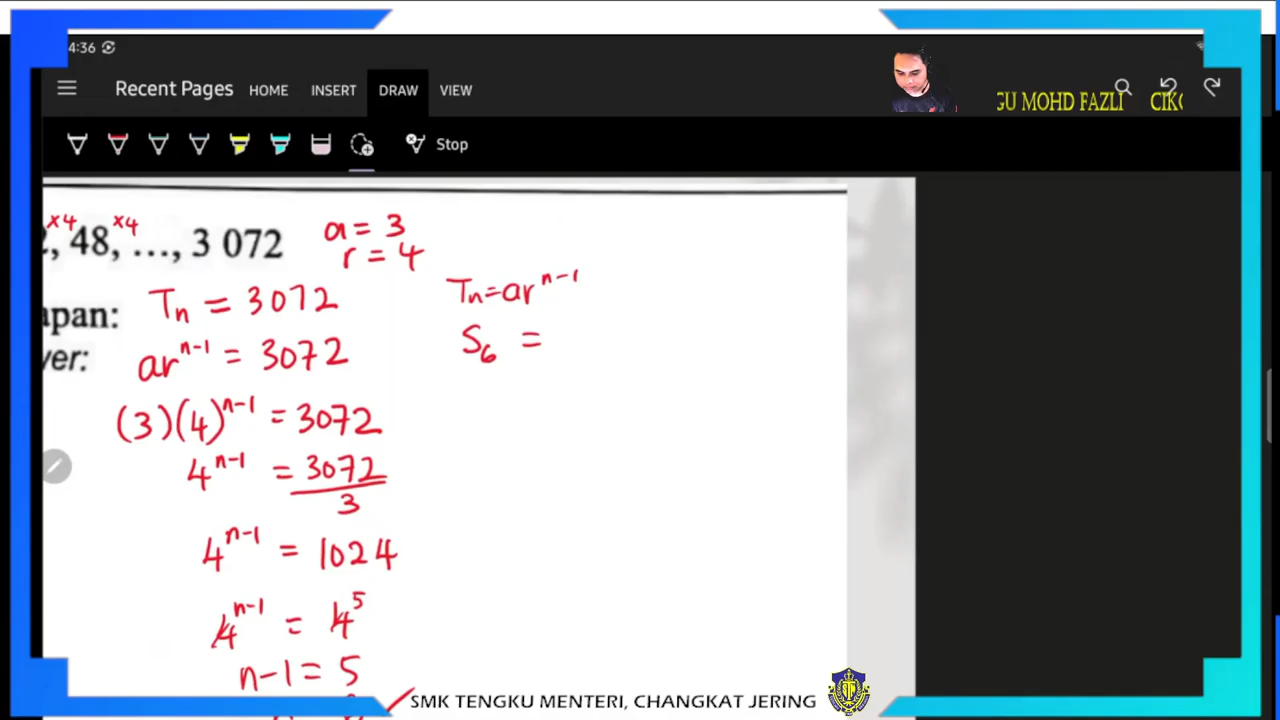 4:36
Recent Pages HOME INSERT DRAW VIEW
GU MOHD FAZLI
Stop
×4 ×4
, 48, ..., 3 072
a = 3
r = 4
Tn = 3072
Tn = ar^n-1
apan:
S6 =
ver:
ar^n-1 = 3072
(3)(4)^n-1 = 3072
4^n-1 = 3072/3
4^n-1 = 1024
4^n-1 = 4^5
n-1 = 5
SMK TENGKU MENTERI, CHANGKAT JERING